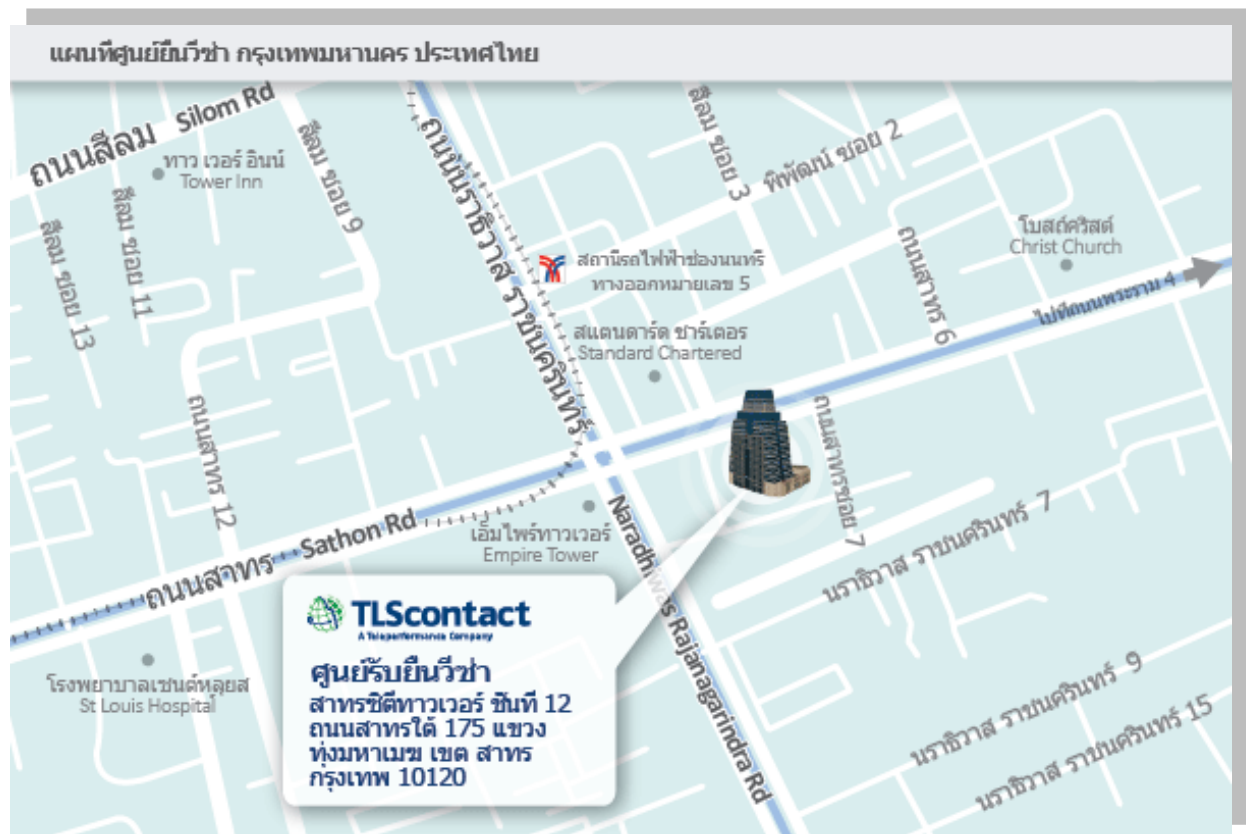 แผนที่ศูนย์ยื่นวีซ่า กรุงเทพมหานคร ประเทศไทย
ถนนสีลม Silom Rd
ทาว เวอร์ อินน์
Tower Inn
สีลม ซอย 9
สีลม ซอย 11
สีลม ซอย 13
ถนนนราธิวาส ราชนครินทร์
สีลม ซอย 3
พิพัฒน์ ซอย 2
สถานีรถไฟฟ้าช่องนนทรี
ทางออกหมายเลข 5
โบสถ์คริสต์
Christ Church
ถนนสาทร 6
ไปที่ถนนพระราม 4
สแตนดาร์ด ชาร์เตอร
Standard Chartered
ถนนสาทร 12
ถนนสาทรซอย 7
เอ็มไพร์ทาวเวอร์
Empire Tower
ถนนสาทร Sathon Rd
Naradhiwas Rajanagarindra Rd
นราธิวาส ราชนครินทร์ 7
นราธิวาส ราชนครินทร์ 9
นราธิวาส ราชนครินทร์ 15
โรงพยาบาลเซนต์หลุยส
St Louis Hospital
TLScontact
A Teleperformance Company
ศูนย์รับยื่นวีซ่า
สาทรซิตีทาวเวอร์ ชั้นที่ 12
ถนนสาทรใต้ 175 แขวง
ทุ่งมหาเมฆ เขต สาทร
กรุงเทพ 10120